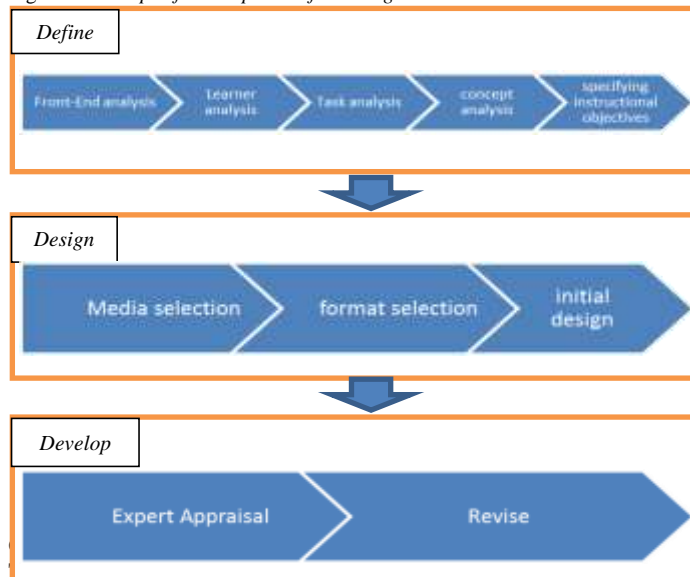 Define
Front-End analysis
Learner
analysis
Task analysis
concept
analysis
specifying
instructional
objectives
Design
Media selection
format selection
initial
design
Develop
Expert Appraisal
Revise